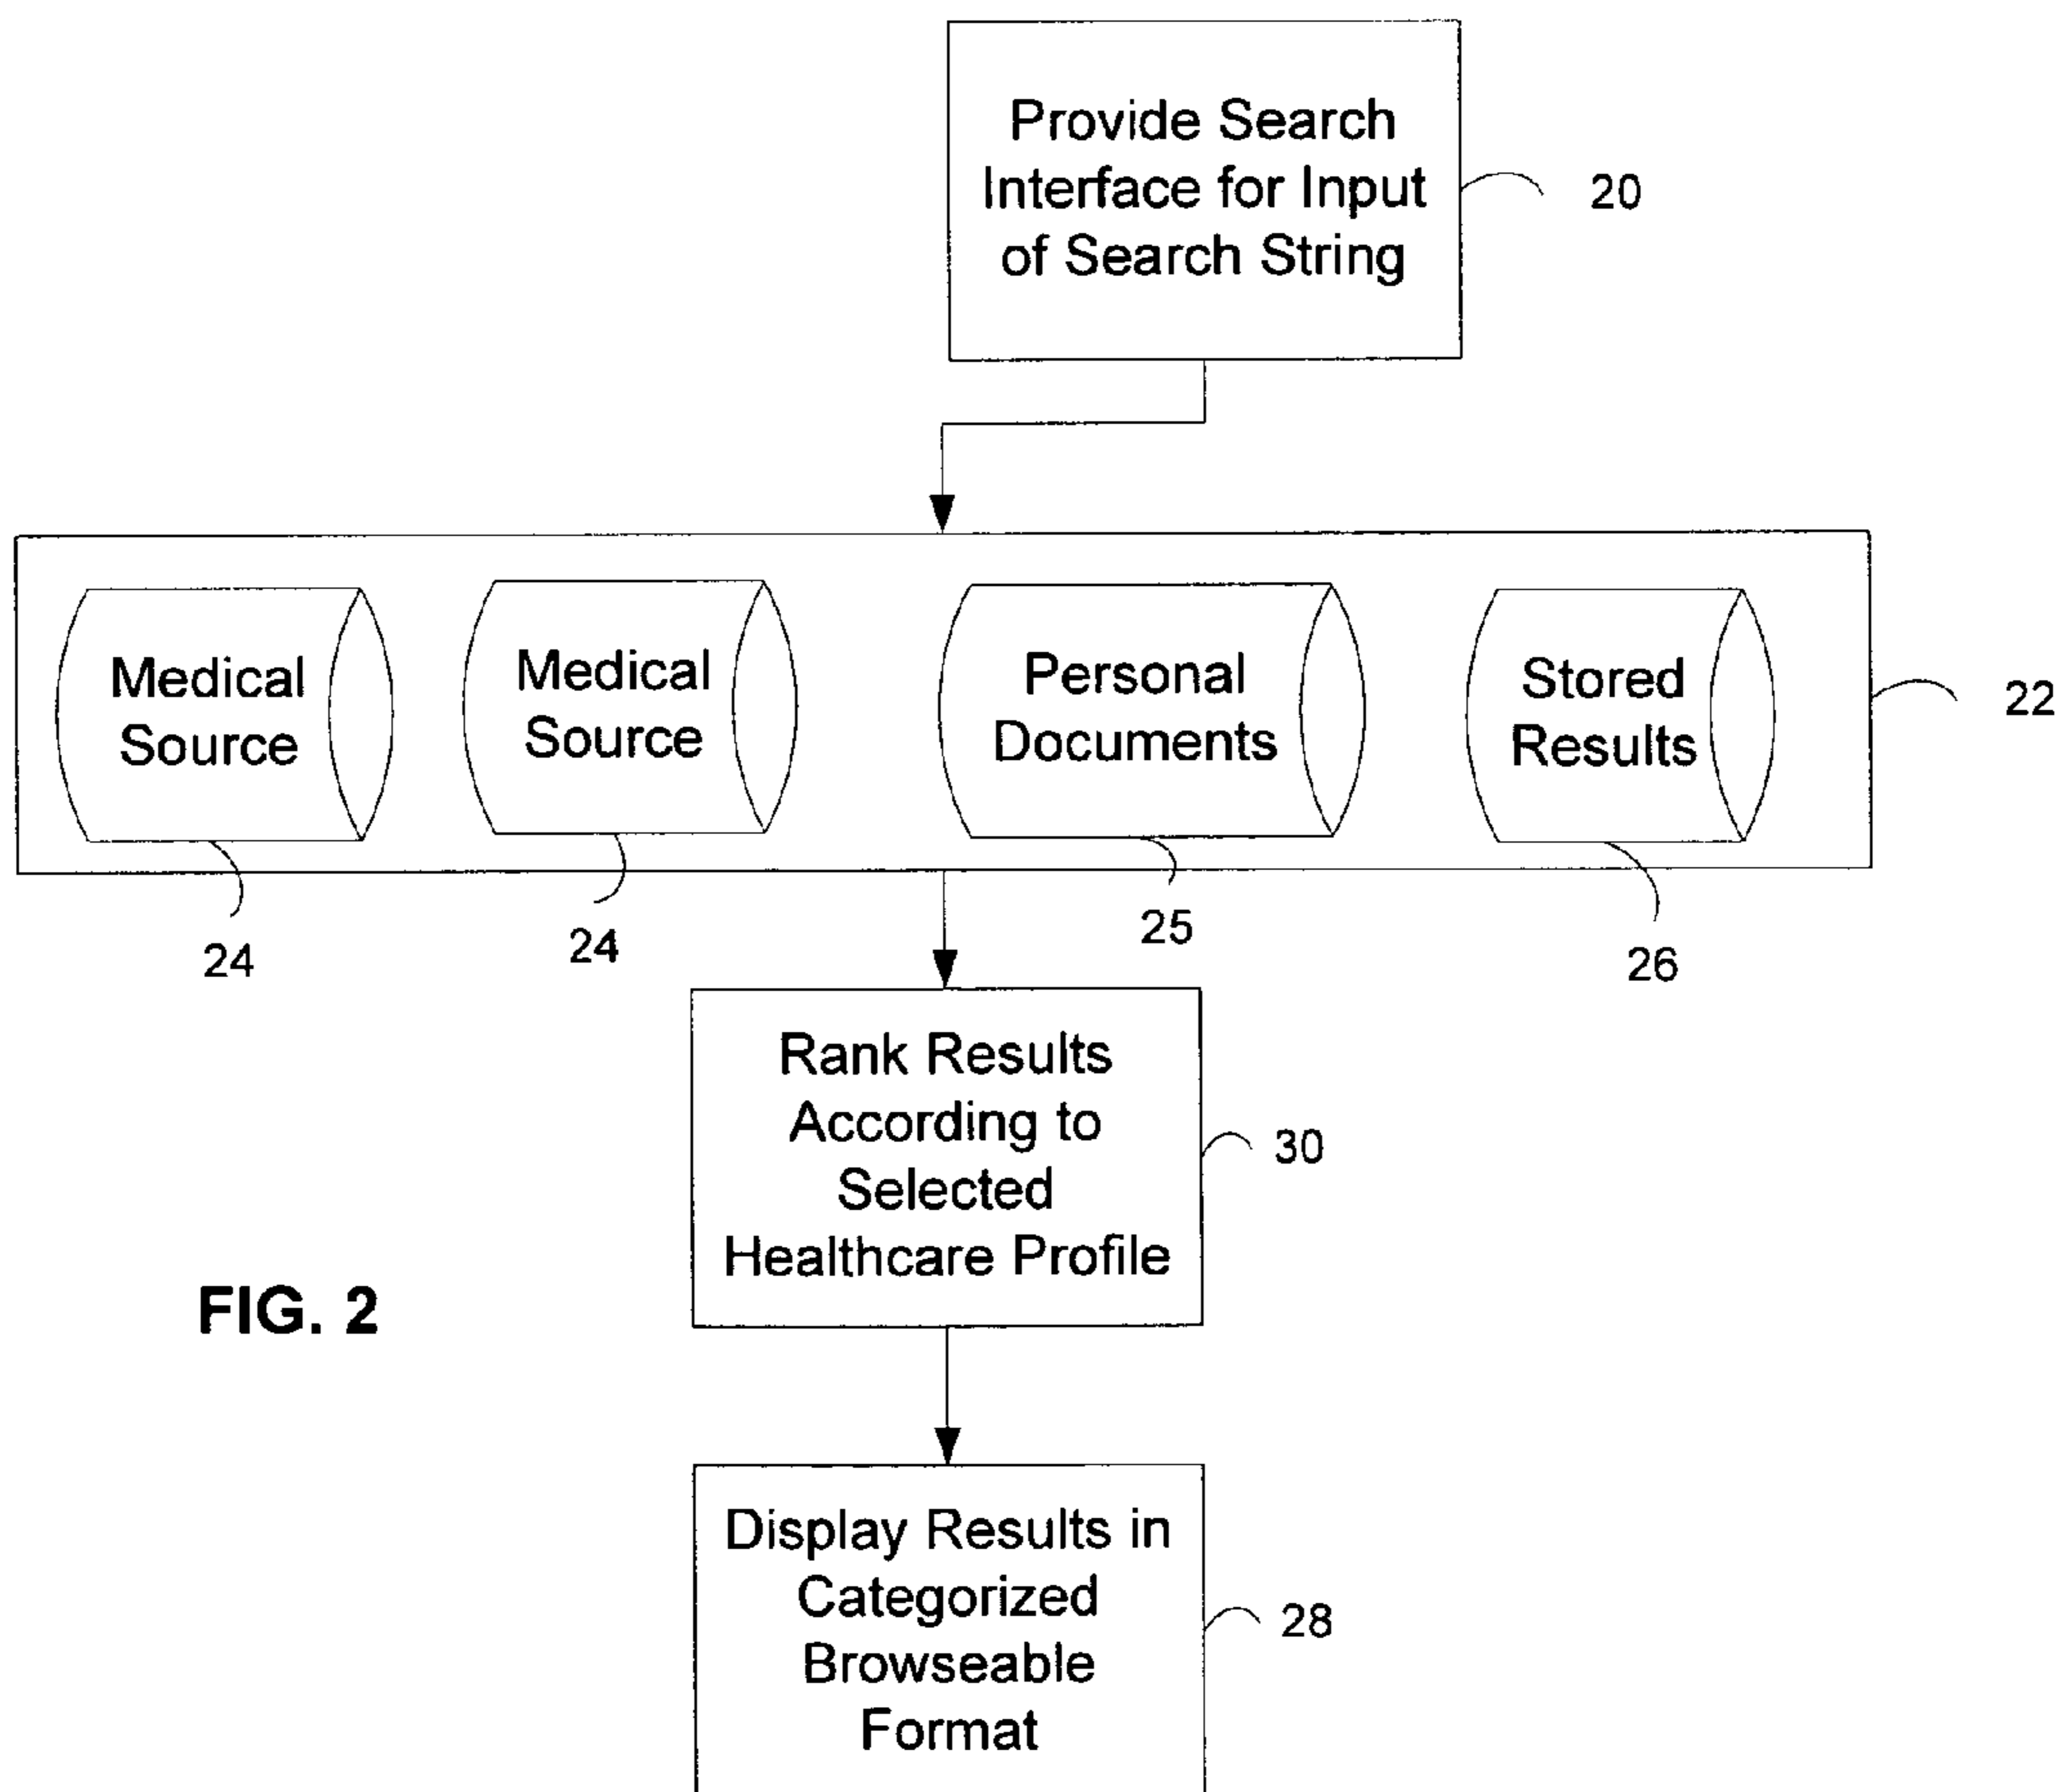 Provide Search
Interface for Input
of Search String
20
Medical
Source
Medical
Source
Personal
Documents
Stored
Results
22
24
24
25
26
Rank Results
According to
Selected
Healthcare Profile
30
FIG. 2
Display Results in
Categorized
Browseable
Format
28